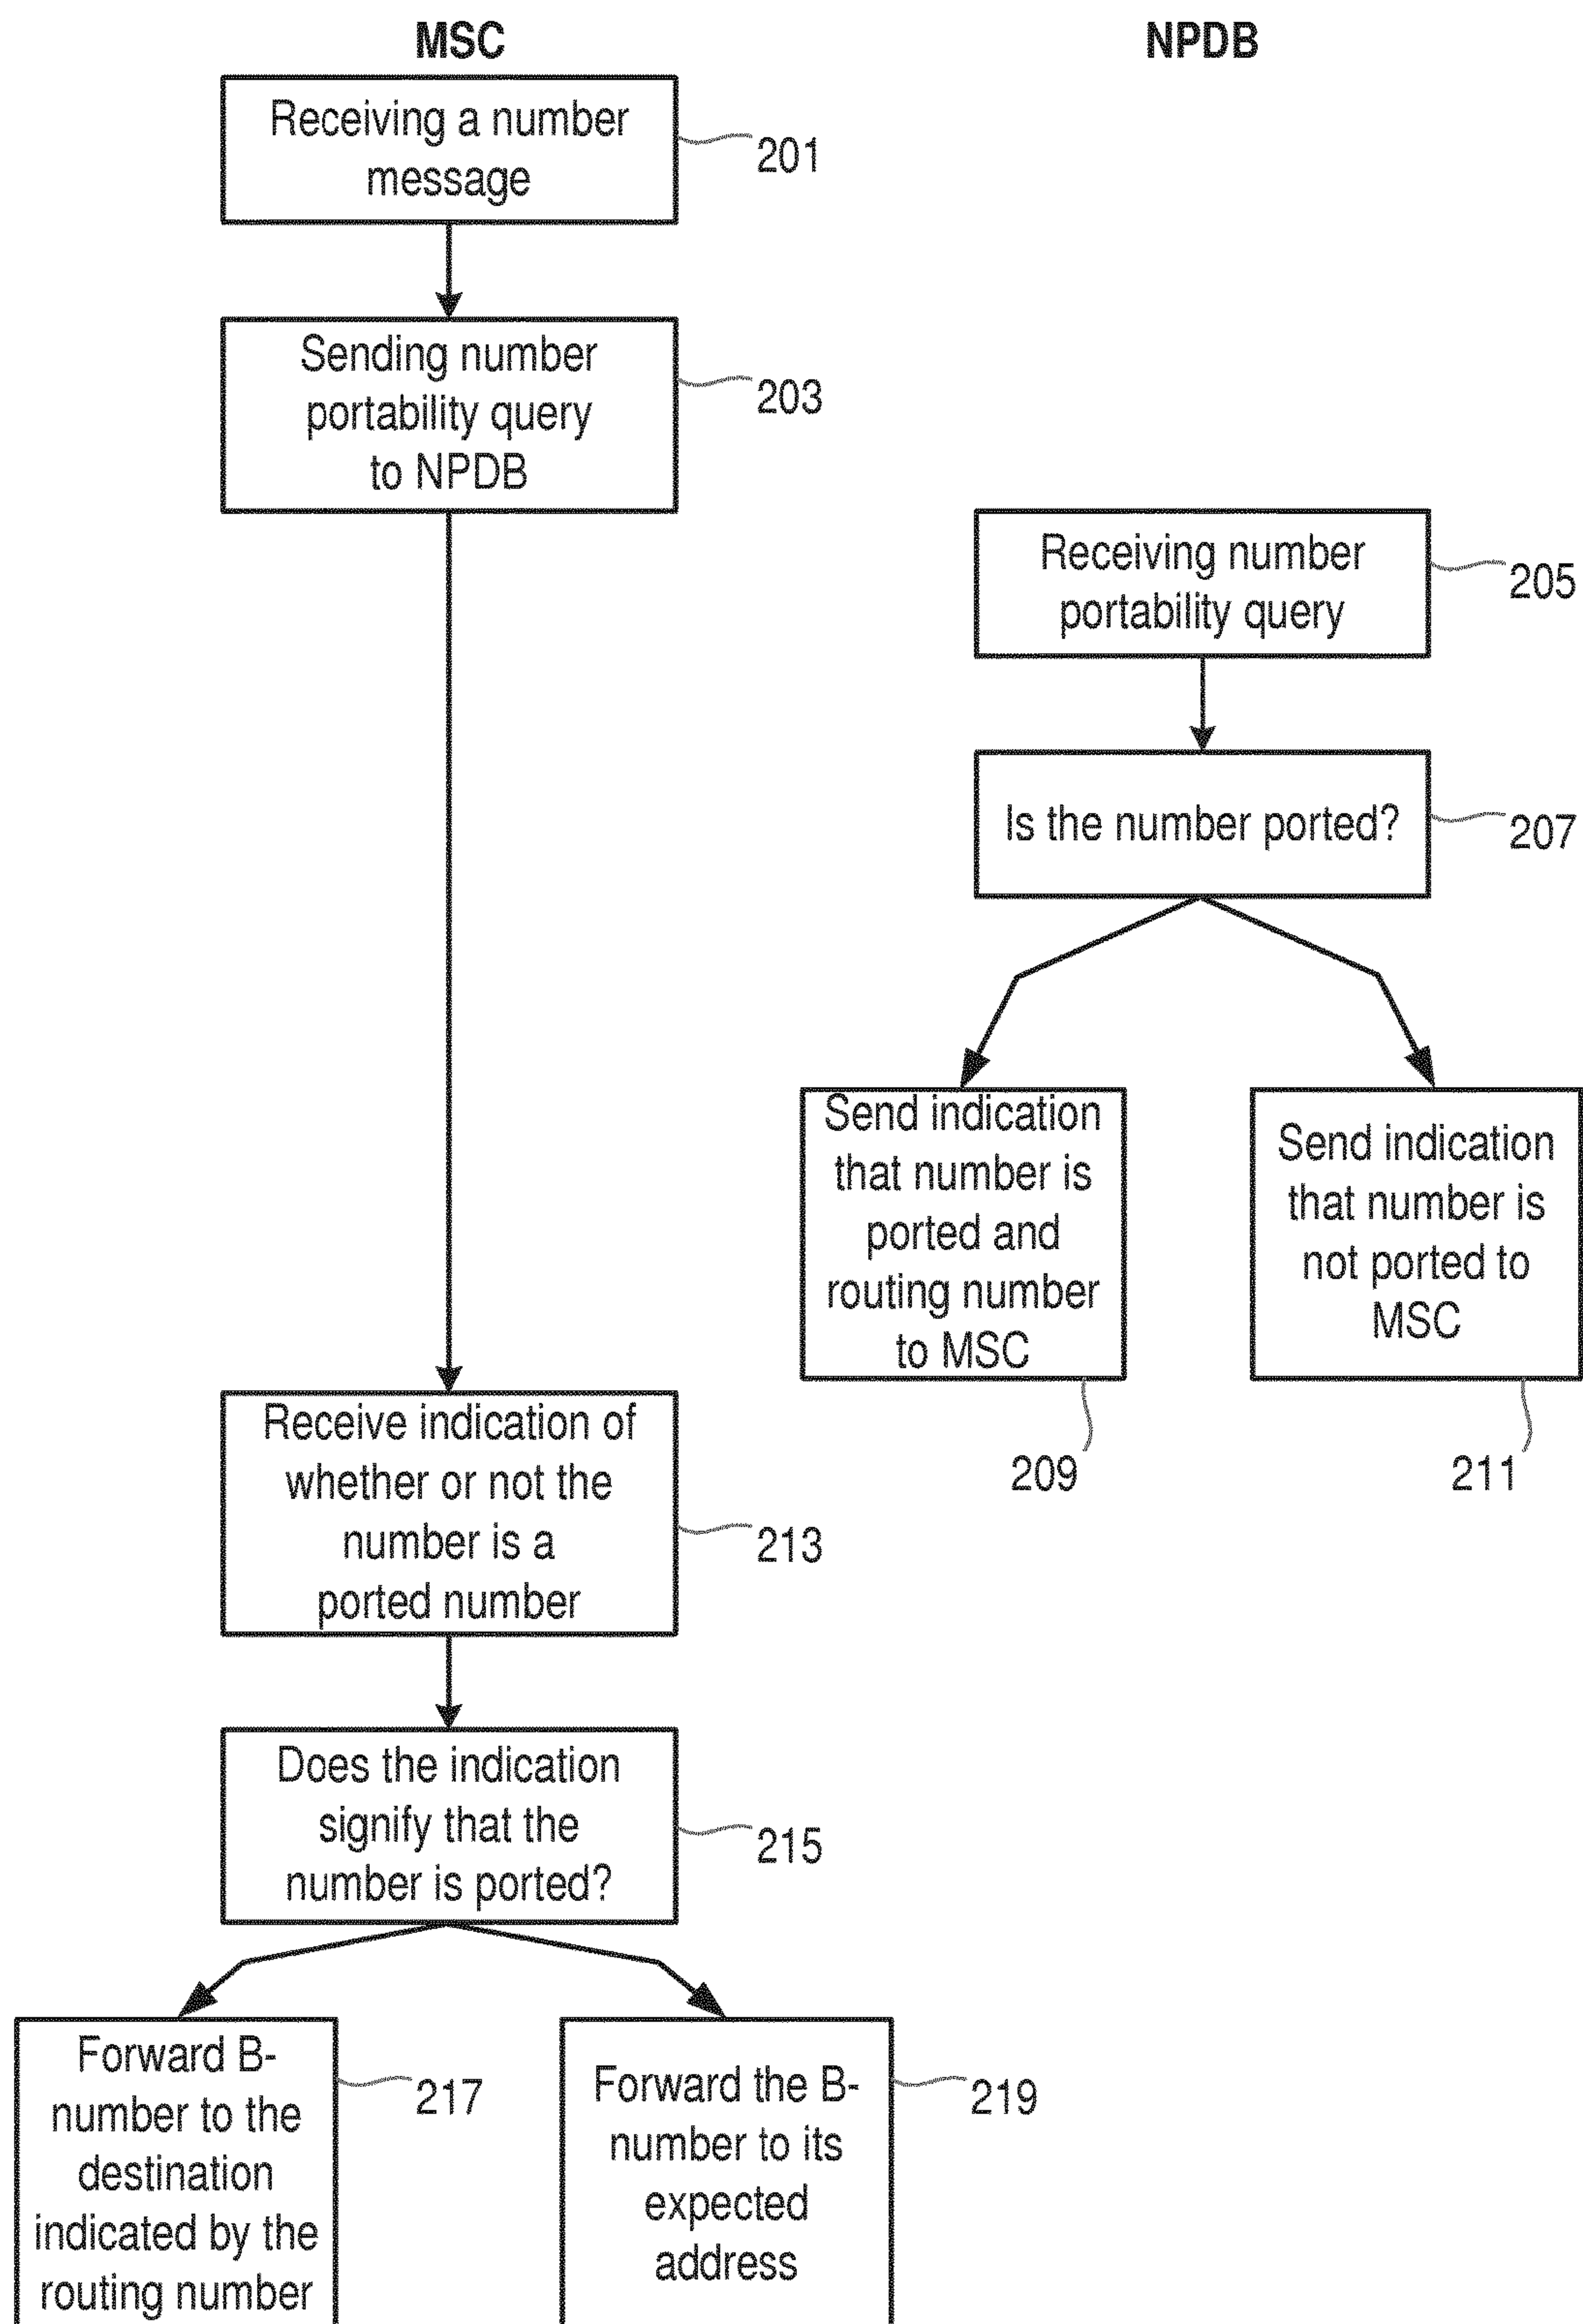 MSC
NPDB
Receiving a number
message
201
Sending number
portability query
to NPDB
203
Receiving number
portability query
205
Is the number ported?
207
Send indication
that number is
ported and
routing number
to MSC
209
Send indication
that number is
not ported to
MSC
211
Receive indication of
whether or not the
number is a
ported number
213
Does the indication
signify that the
number is ported?
215
Forward B-
number to the
destination
indicated by the
routing number
217
Forward the B-
number to its
expected
address
219